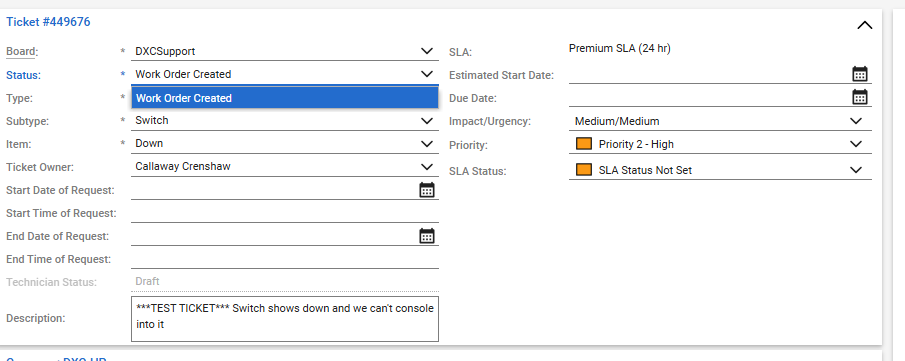 Ticket #449676
Board: * DXCSupport
SLA: Premium SLA (24 hr)
Status: * Work Order Created
Estimated Start Date:
Type: * Work Order Created
Due Date:
Subtype: * Switch
Impact/Urgency: Medium/Medium
Item: * Down
Priority: Priority 2 - High
Ticket Owner: Callaway Crenshaw
SLA Status: SLA Status Not Set
Start Date of Request:
Start Time of Request:
End Date of Request:
End Time of Request:
Technician Status: Draft
Description: ***TEST TICKET*** Switch shows down and we can't console
into it